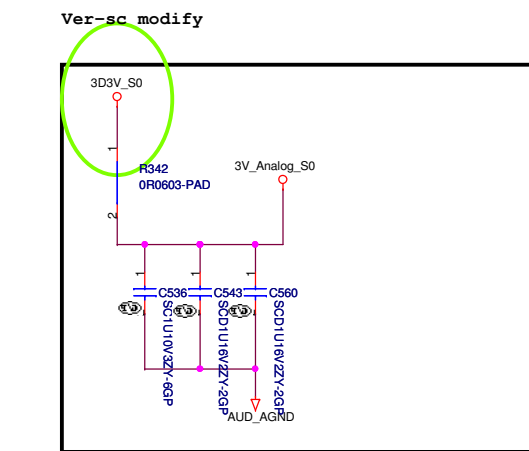 Ver-sc modify
3D3V_S0
1
R342
0R0603-PAD
2
3V_Analog_S0
1
1
1
C536
C543
C560
SC1U10V3ZY-6GP
SCD1U16V2ZY-2GP
SCD1U16V2ZY-2GP
AUD_AGND